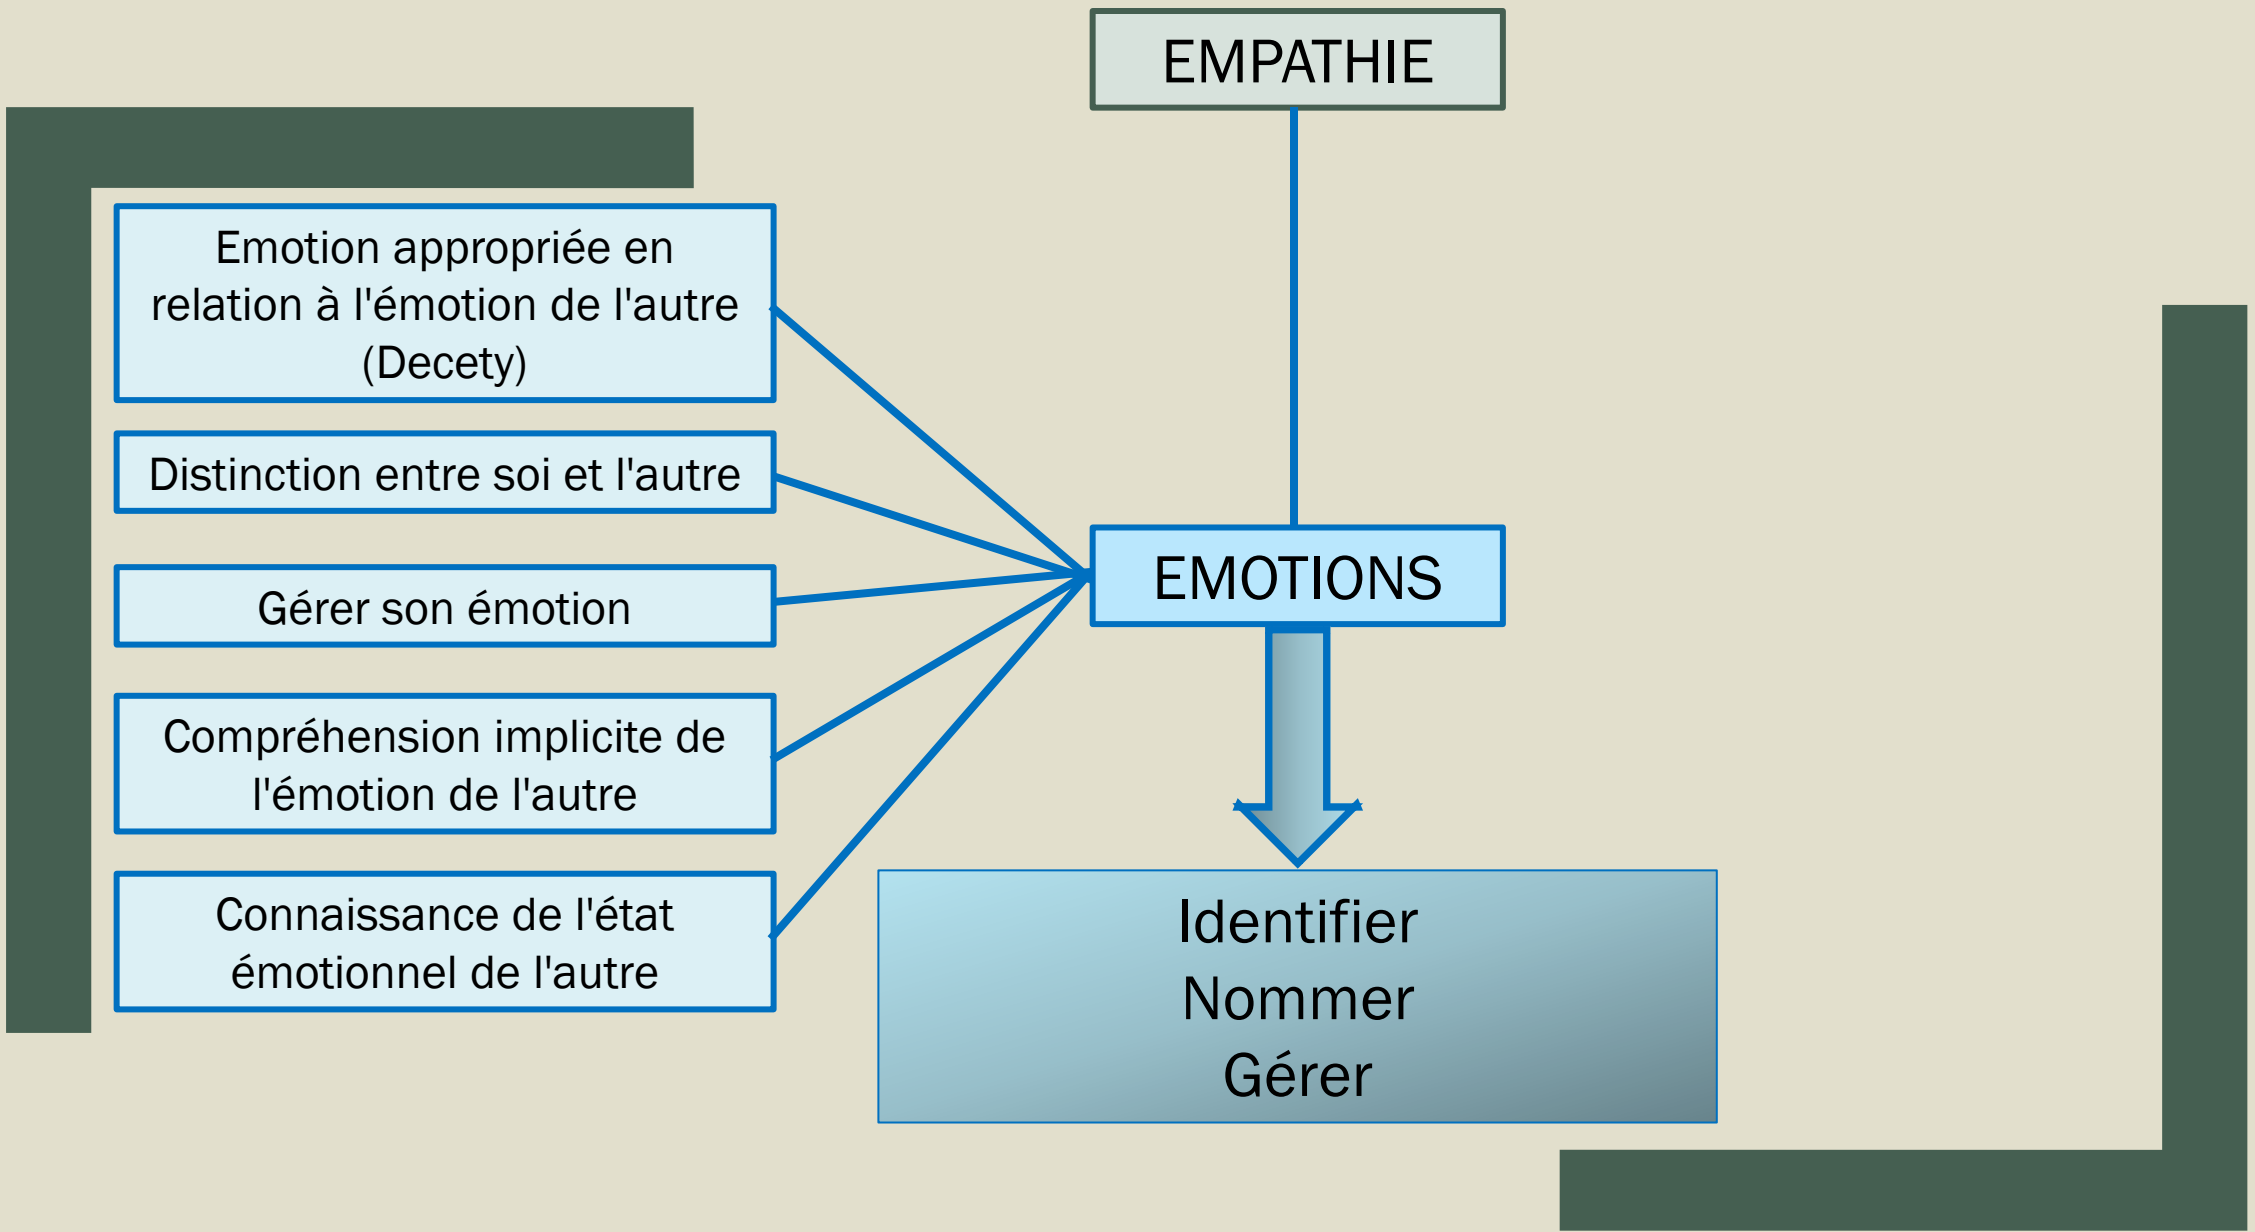 EMPATHIE
Emotion appropriée en
relation à l'émotion de l'autre
(Decety)
Distinction entre soi et l'autre
Gérer son émotion
Compréhension implicite de
l'émotion de l'autre
Connaissance de l'état
émotionnel de l'autre
EMOTIONS
Identifier
Nommer
Gérer